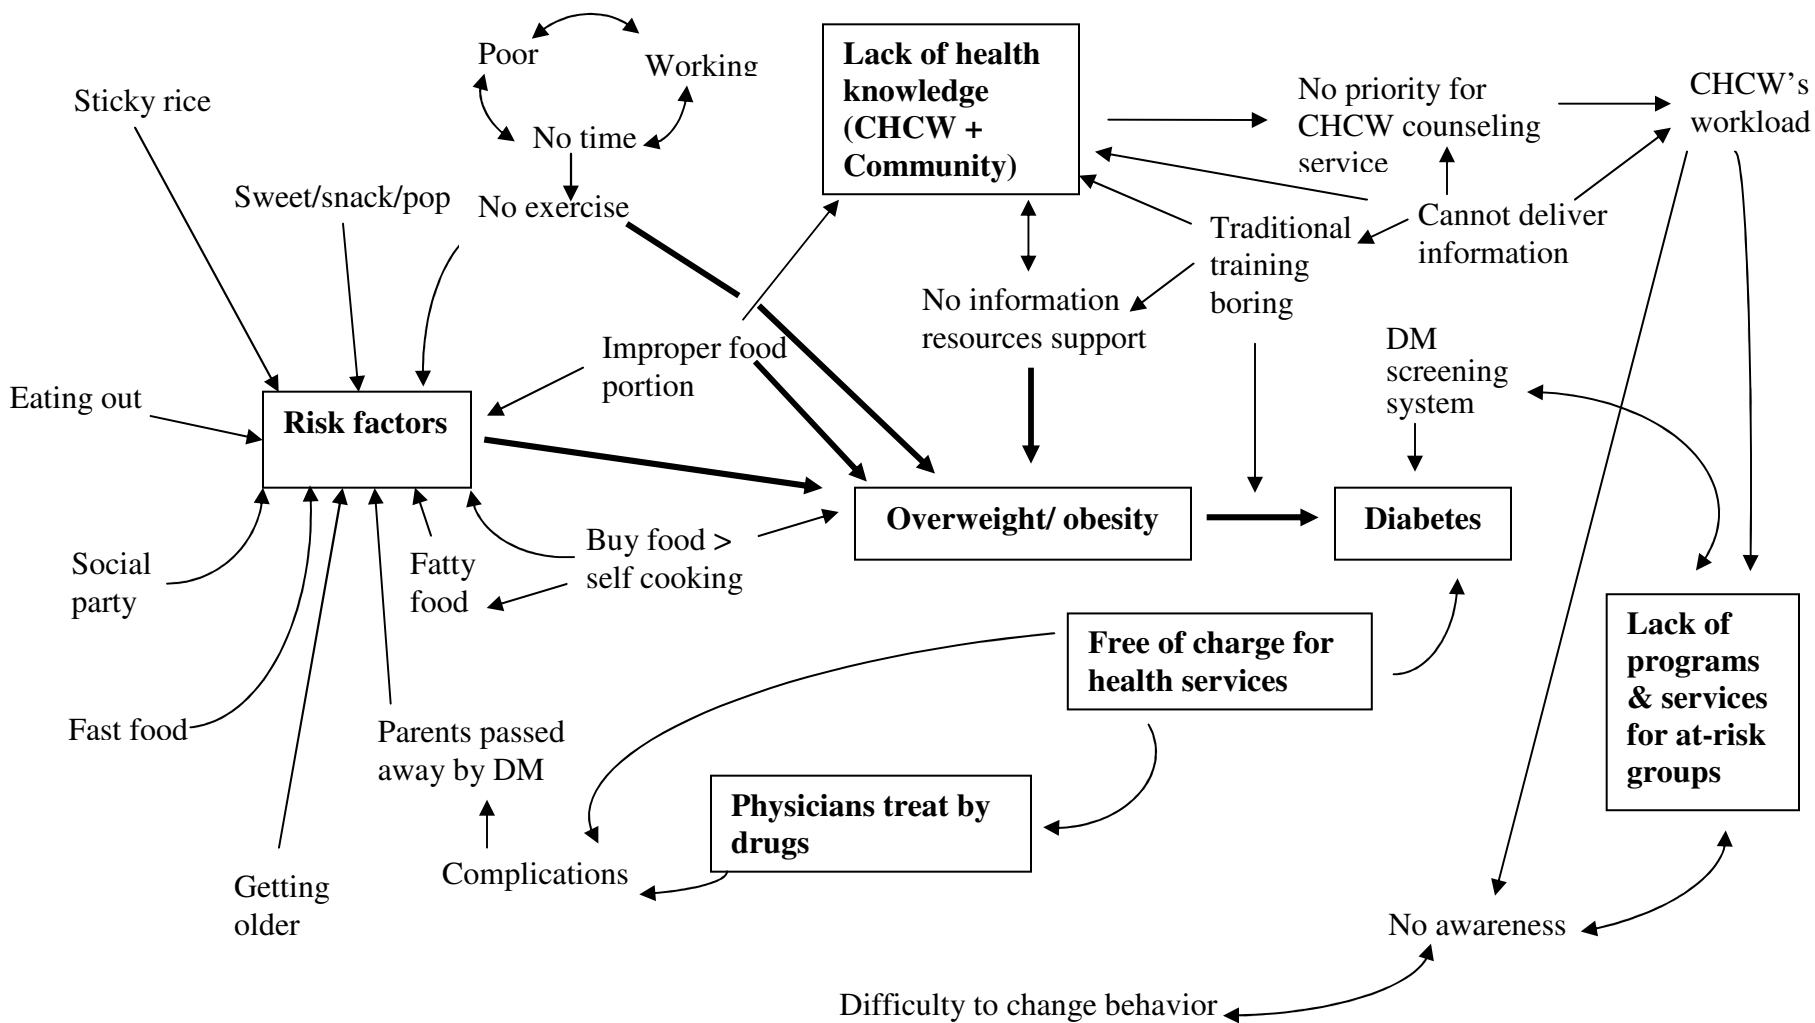 Poor
Working
Sticky rice
No time
Sweet/snack/pop
No exercise
Lack of health
knowledge
(CHCW +
Community)
No priority for
CHCW counseling
service
CHCW’s
workload
Cannot deliver
information
Traditional
training
boring
No information
resources support
Improper food
portion
DM
screening
system
Eating out
Risk factors
Overweight/ obesity
Diabetes
Buy food >
self cooking
Fatty
food
Social
party
Fast food
Free of charge for
health services
Lack of
programs
& services
for at-risk
groups
Parents passed
away by DM
Physicians treat by
drugs
Complications
Getting
older
No awareness
Difficulty to change behavior